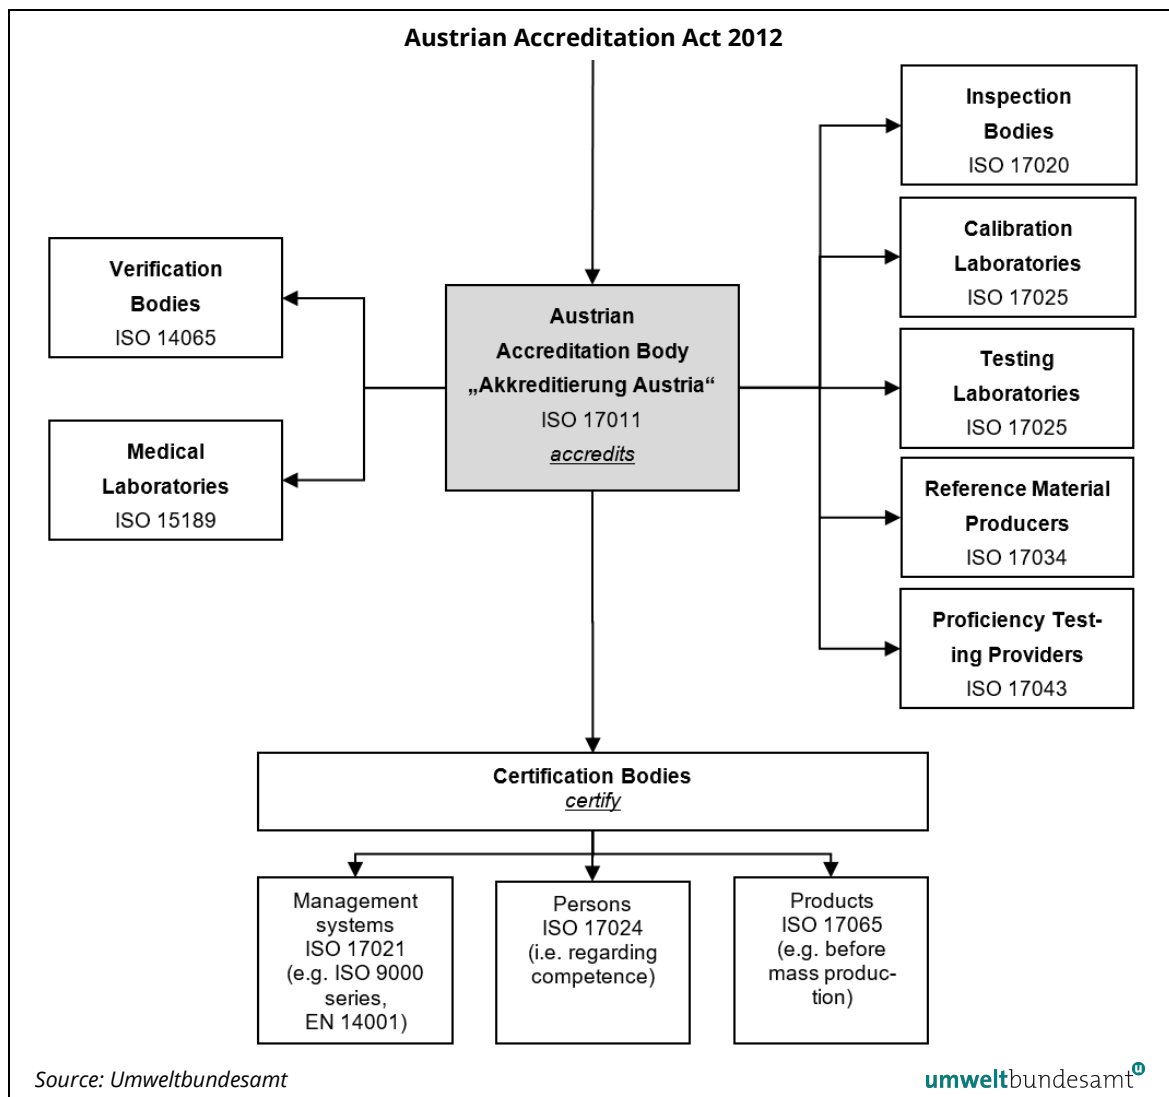 Austrian Accreditation Act 2012
Inspection
Bodies
ISO 17020
Calibration
Laboratories
ISO 17025
Verification
Bodies
ISO 14065
Austrian
Accreditation Body
„Akkreditierung Austria“
ISO 17011
accredits
Testing
Laboratories
ISO 17025
Medical
Laboratories
ISO 15189
Reference Material
Producers
ISO 17034
Proficiency Test-
ing Providers
ISO 17043
Certification Bodies
certify
Management
systems
ISO 17021
(e.g. ISO 9000
series,
EN 14001)
Persons
ISO 17024
(i.e. regarding
competence)
Products
ISO 17065
(e.g. before
mass produc-
tion)
Source: Umweltbundesamt
umweltbundesamt u